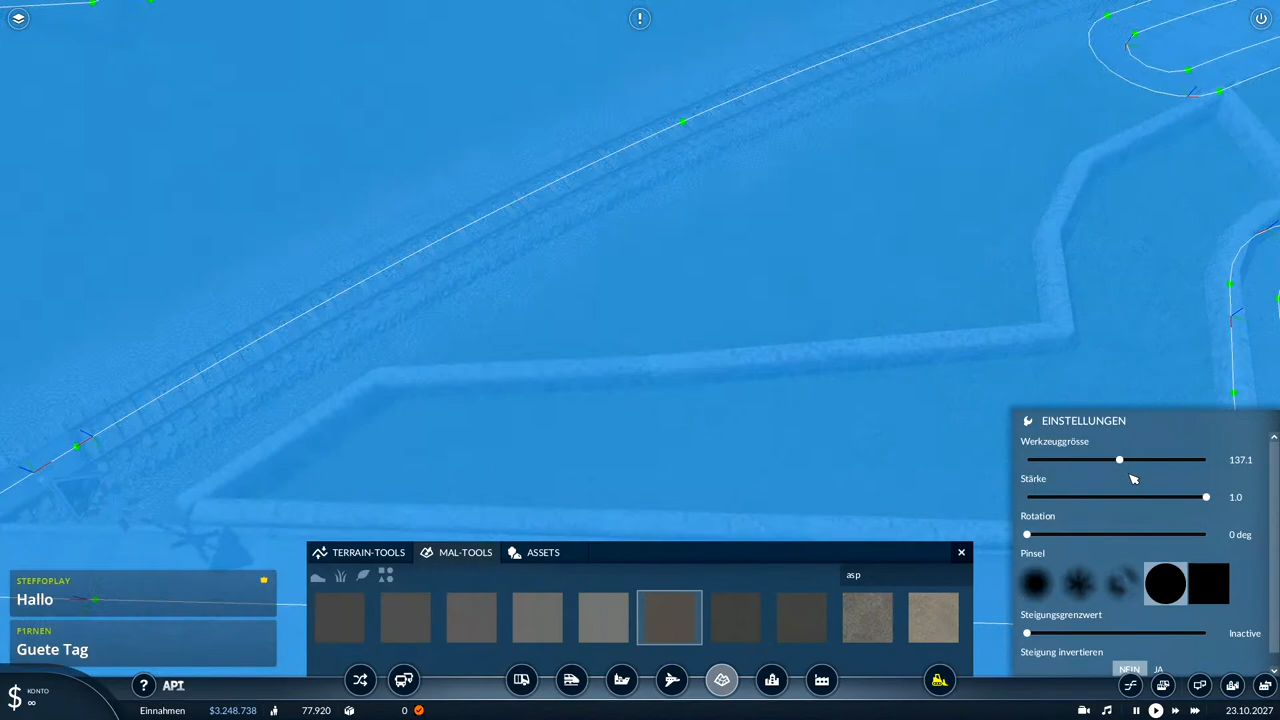 EINSTELLUNGEN
Werkzeuggrösse
137.1
Stärke
1.0
Rotation
0 deg
Pinsel
Steigungsgrenzwert
Inactive
Steigung invertieren
NEIN JA
TERRAIN-TOOLS MAL-TOOLS ASSETS
asp
STEFFOPLAY
Hallo
F1RNEN
Guete Tag
? API
$ KONTO
∞
Einnahmen $3.248.738 77.920 0 23.10.2027